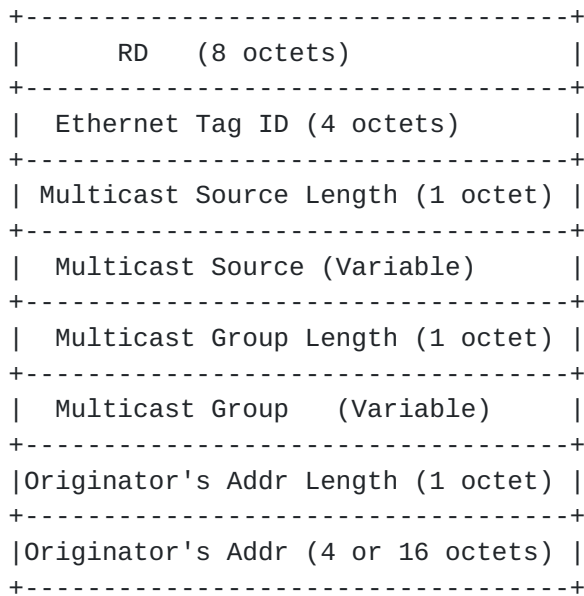 +-----------------------------------+
|      RD   (8 octets)              |
+-----------------------------------+
|  Ethernet Tag ID (4 octets)       |
+-----------------------------------+
| Multicast Source Length (1 octet) |
+-----------------------------------+
|  Multicast Source (Variable)      |
+-----------------------------------+
|  Multicast Group Length (1 octet) |
+-----------------------------------+
|  Multicast Group   (Variable)     |
+-----------------------------------+
|Originator's Addr Length (1 octet) |
+-----------------------------------+
|Originator's Addr (4 or 16 octets) |
+-----------------------------------+